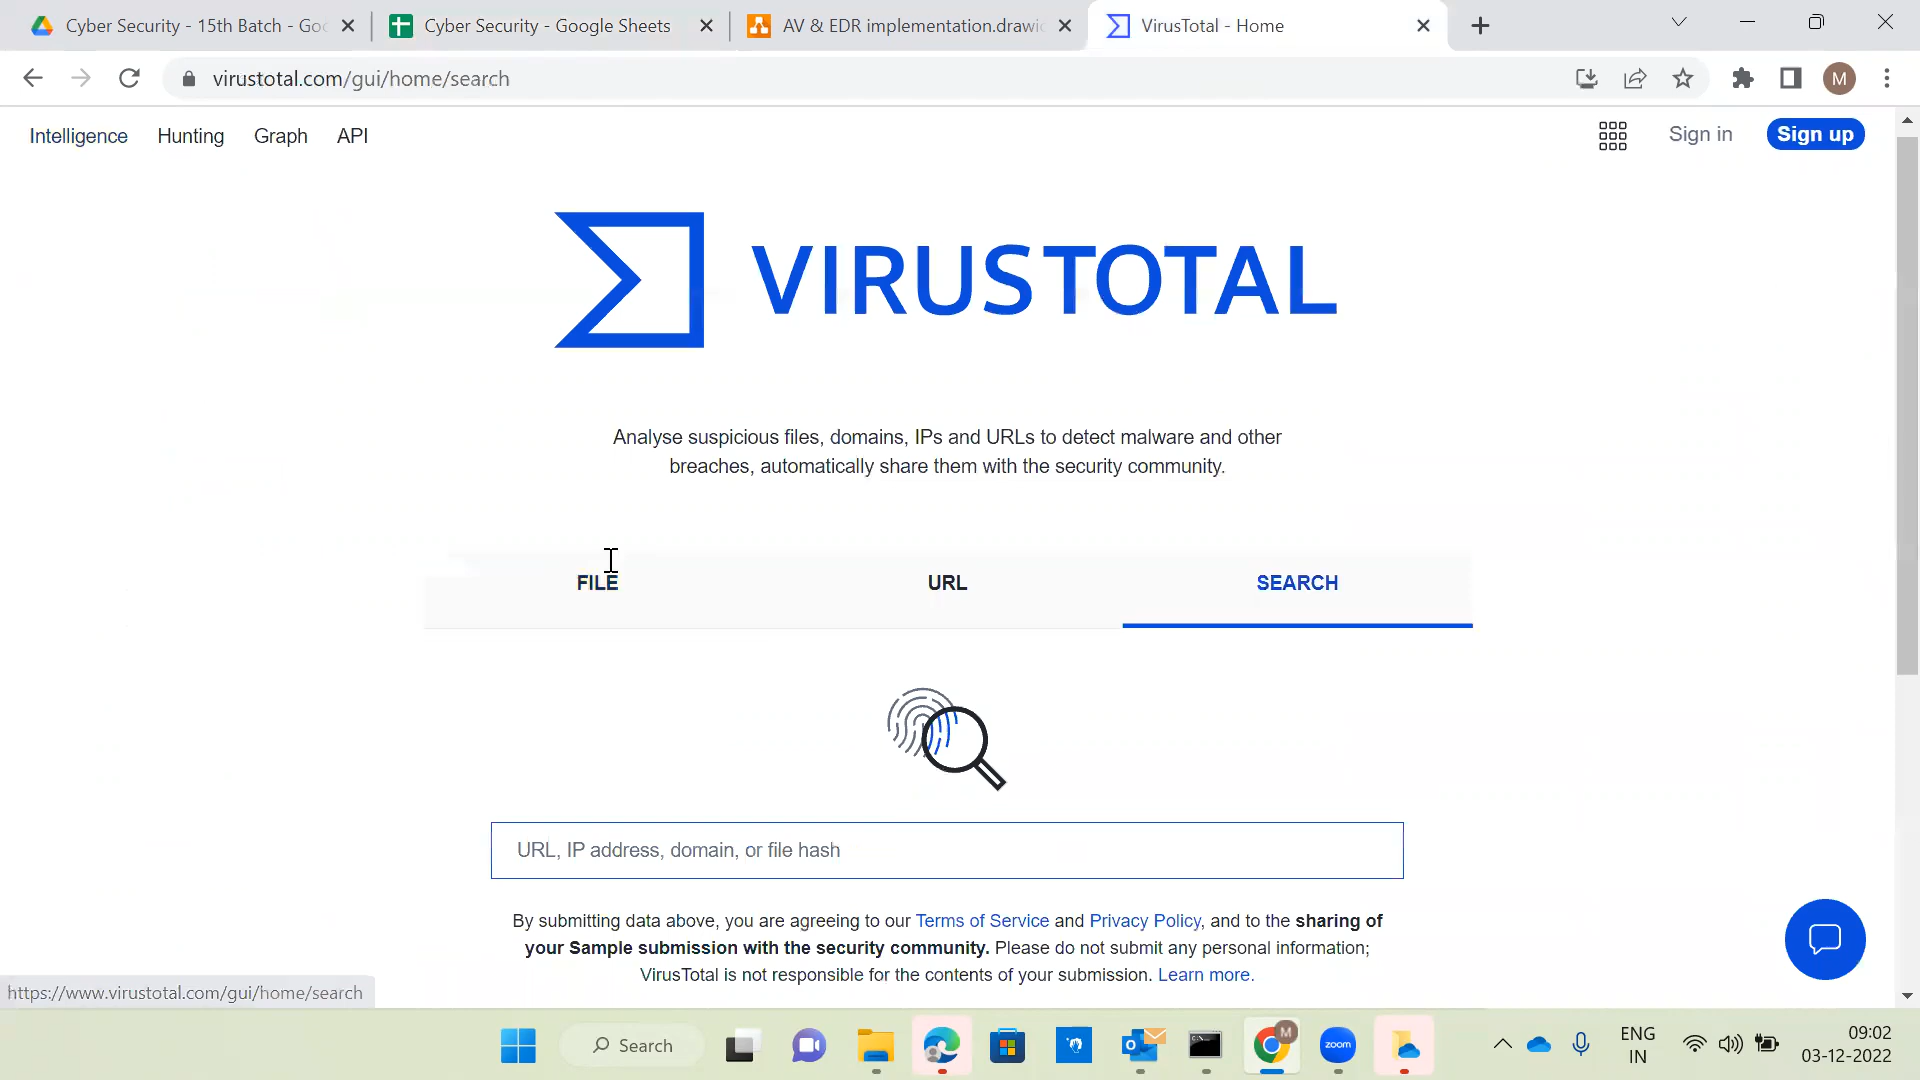 Cyber Security - 15th Batch - Goo
Cyber Security - Google Sheets
AV & EDR implementation.drawio
VirusTotal - Home
virustotal.com/gui/home/search
M
Intelligence
Hunting
Graph
API
Sign in
Sign up
VIRUSTOTAL
Analyse suspicious files, domains, IPs and URLs to detect malware and other
breaches, automatically share them with the security community.
FILE
URL
SEARCH
URL, IP address, domain, or file hash
By submitting data above, you are agreeing to our Terms of Service and Privacy Policy, and to the sharing of
your Sample submission with the security community. Please do not submit any personal information;
VirusTotal is not responsible for the contents of your submission. Learn more.
https://www.virustotal.com/gui/home/search
Search
M
zoom
ENG
IN
09:02
03-12-2022